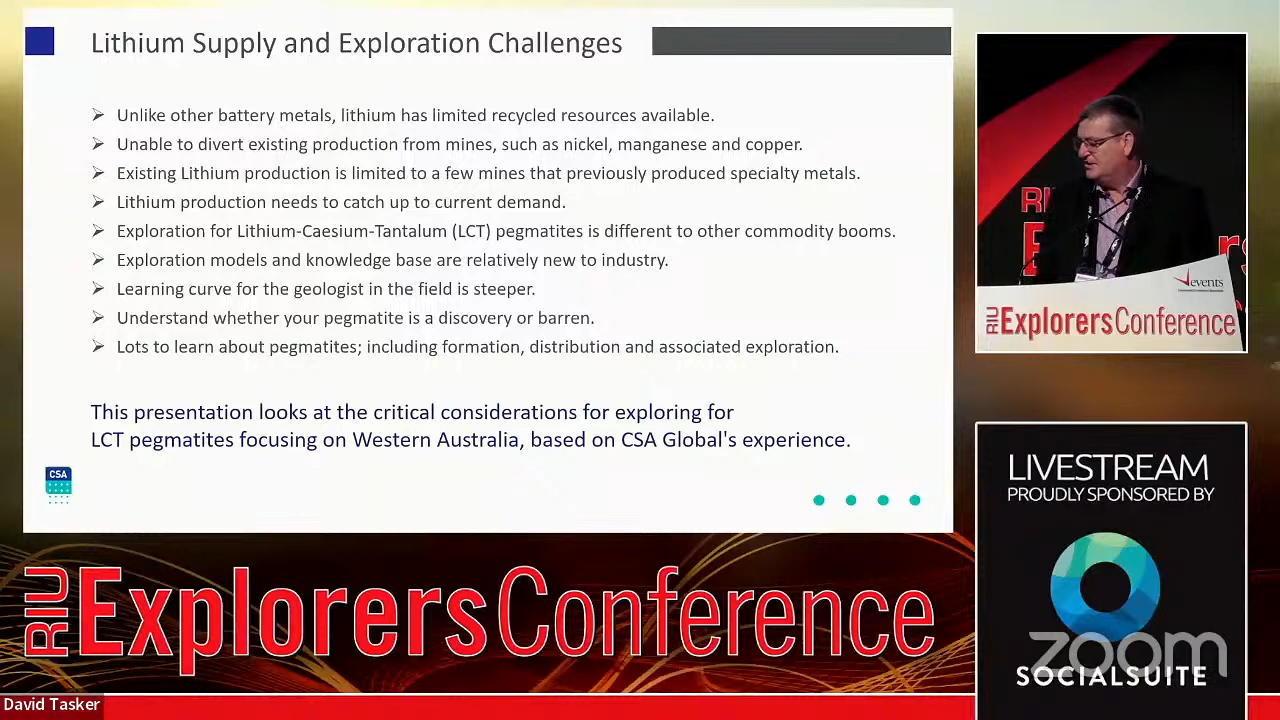 Lithium Supply and Exploration Challenges
Unlike other battery metals, lithium has limited recycled resources available.
Unable to divert existing production from mines, such as nickel, manganese and copper.
Existing Lithium production is limited to a few mines that previously produced specialty metals.
Lithium production needs to catch up to current demand.
Exploration for Lithium-Caesium-Tantalum (LCT) pegmatites is different to other commodity booms.
Exploration models and knowledge base are relatively new to industry.
Learning curve for the geologist in the field is steeper.
Understand whether your pegmatite is a discovery or barren.
Lots to learn about pegmatites; including formation, distribution and associated exploration.
This presentation looks at the critical considerations for exploring for
LCT pegmatites focusing on Western Australia, based on CSA Global's experience.
CSA
events
RIU ExplorersConference
LIVESTREAM
PROUDLY SPONSORED BY
zoom
SOCIALSUITE
RIU ExplorersConference
David Tasker